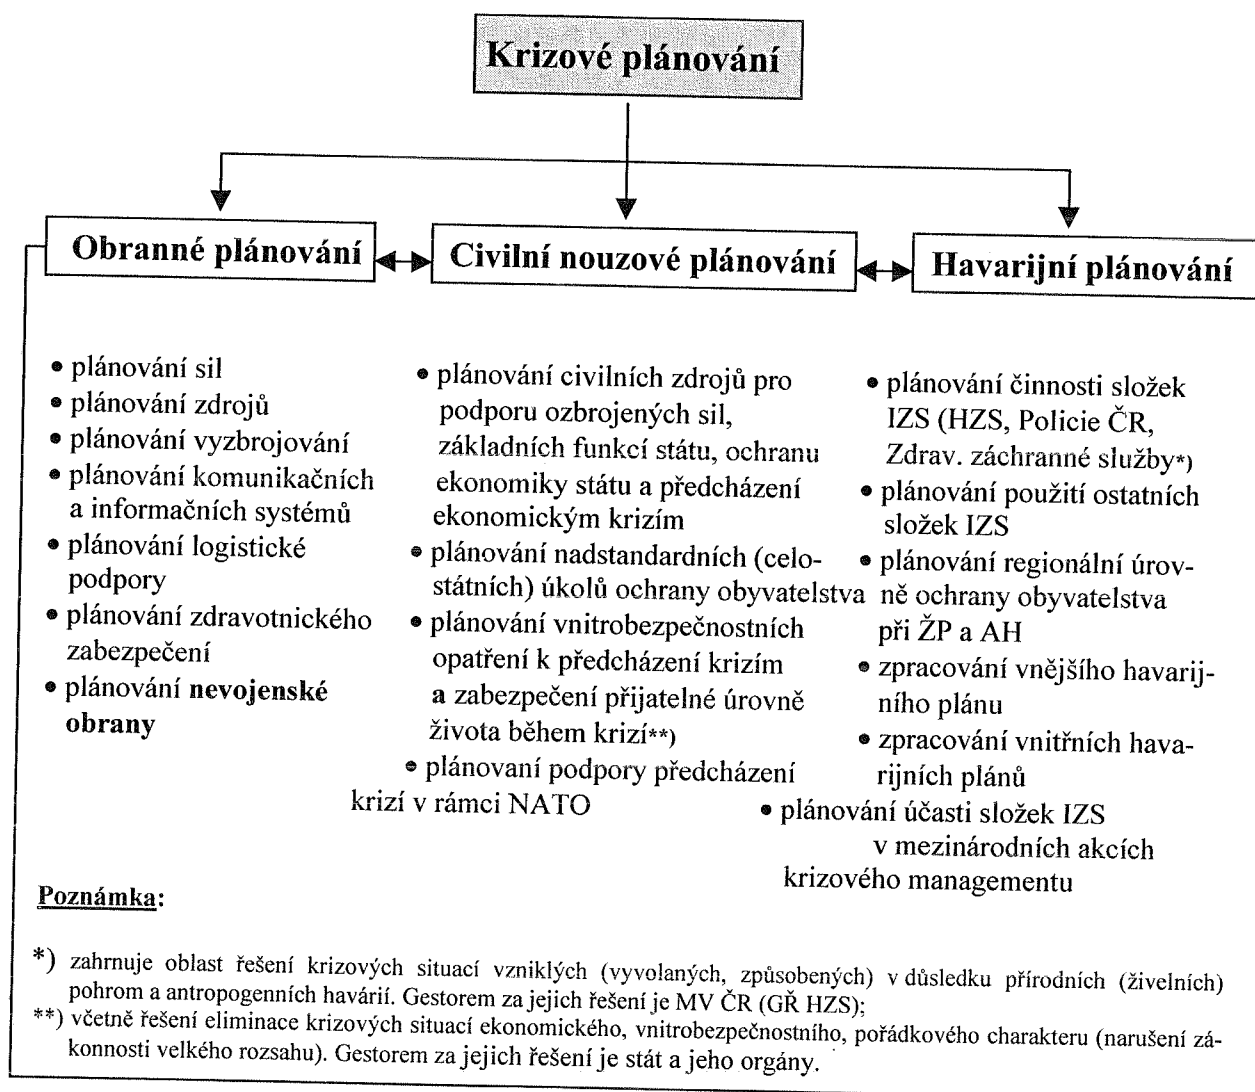 Krizové plánování
Obranné plánování
Civilní nouzové plánování
Havarijní plánování
• plánování sil
• plánování zdrojů
• plánování vyzbrojování
• plánování komunikačních
a informačních systémů
• plánování logistické
podpory
• plánování zdravotnického
zabezpečení
• plánování nevojenské
obrany
• plánování civilních zdrojů pro
podporu ozbrojených sil,
základních funkcí státu, ochranu
ekonomiky státu a předcházení
ekonomickým krizím
• plánování nadstandardních (celo-
státních) úkolů ochrany obyvatelstva
• plánování vnitrobezpečnostních
opatření k předcházení krizím
a zabezpečení přijatelné úrovně
života během krizí**)
• plánovaní podpory předcházení
krizí v rámci NATO
• plánování činnosti složek
IZS (HZS, Policie ČR,
Zdrav. záchranné služby*)
• plánování použití ostatních
složek IZS
• plánování regionální úrov-
ně ochrany obyvatelstva
při ŽP a AH
• zpracování vnějšího havarij-
ního plánu
• zpracování vnitřních hava-
rijních plánů
• plánování účasti složek IZS
v mezinárodních akcích
krizového managementu
Poznámka:
*) zahrnuje oblast řešení krizových situací vzniklých (vyvolaných, způsobených) v důsledku přírodních (živelních)
pohrom a antropogenních havárií. Gestorem za jejich řešení je MV ČR (GŘ HZS);
**) včetně řešení eliminace krizových situací ekonomického, vnitrobezpečnostního, pořádkového charakteru (narušení zá-
konnosti velkého rozsahu). Gestorem za jejich řešení je stát a jeho orgány.